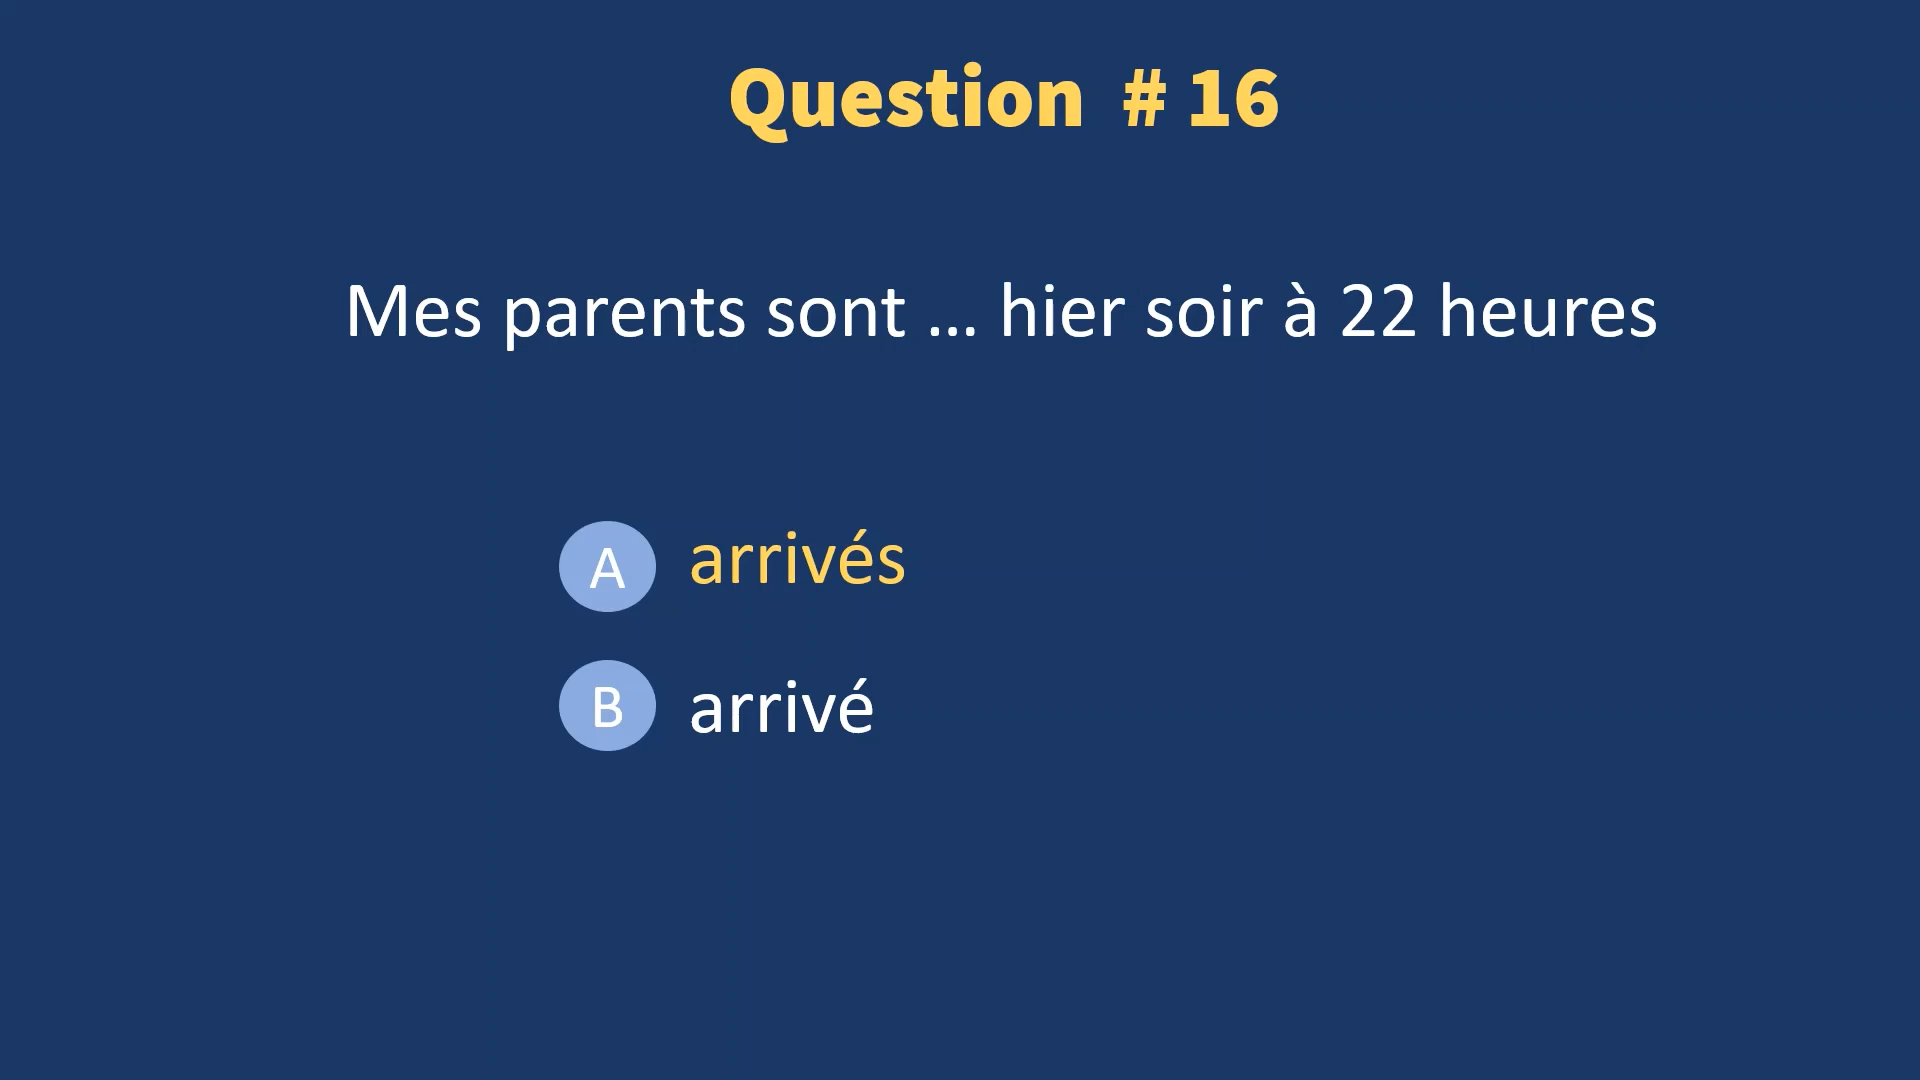 Question # 16
Mes parents sont ... hier soir à 22 heures
A arrivés
B arrivé